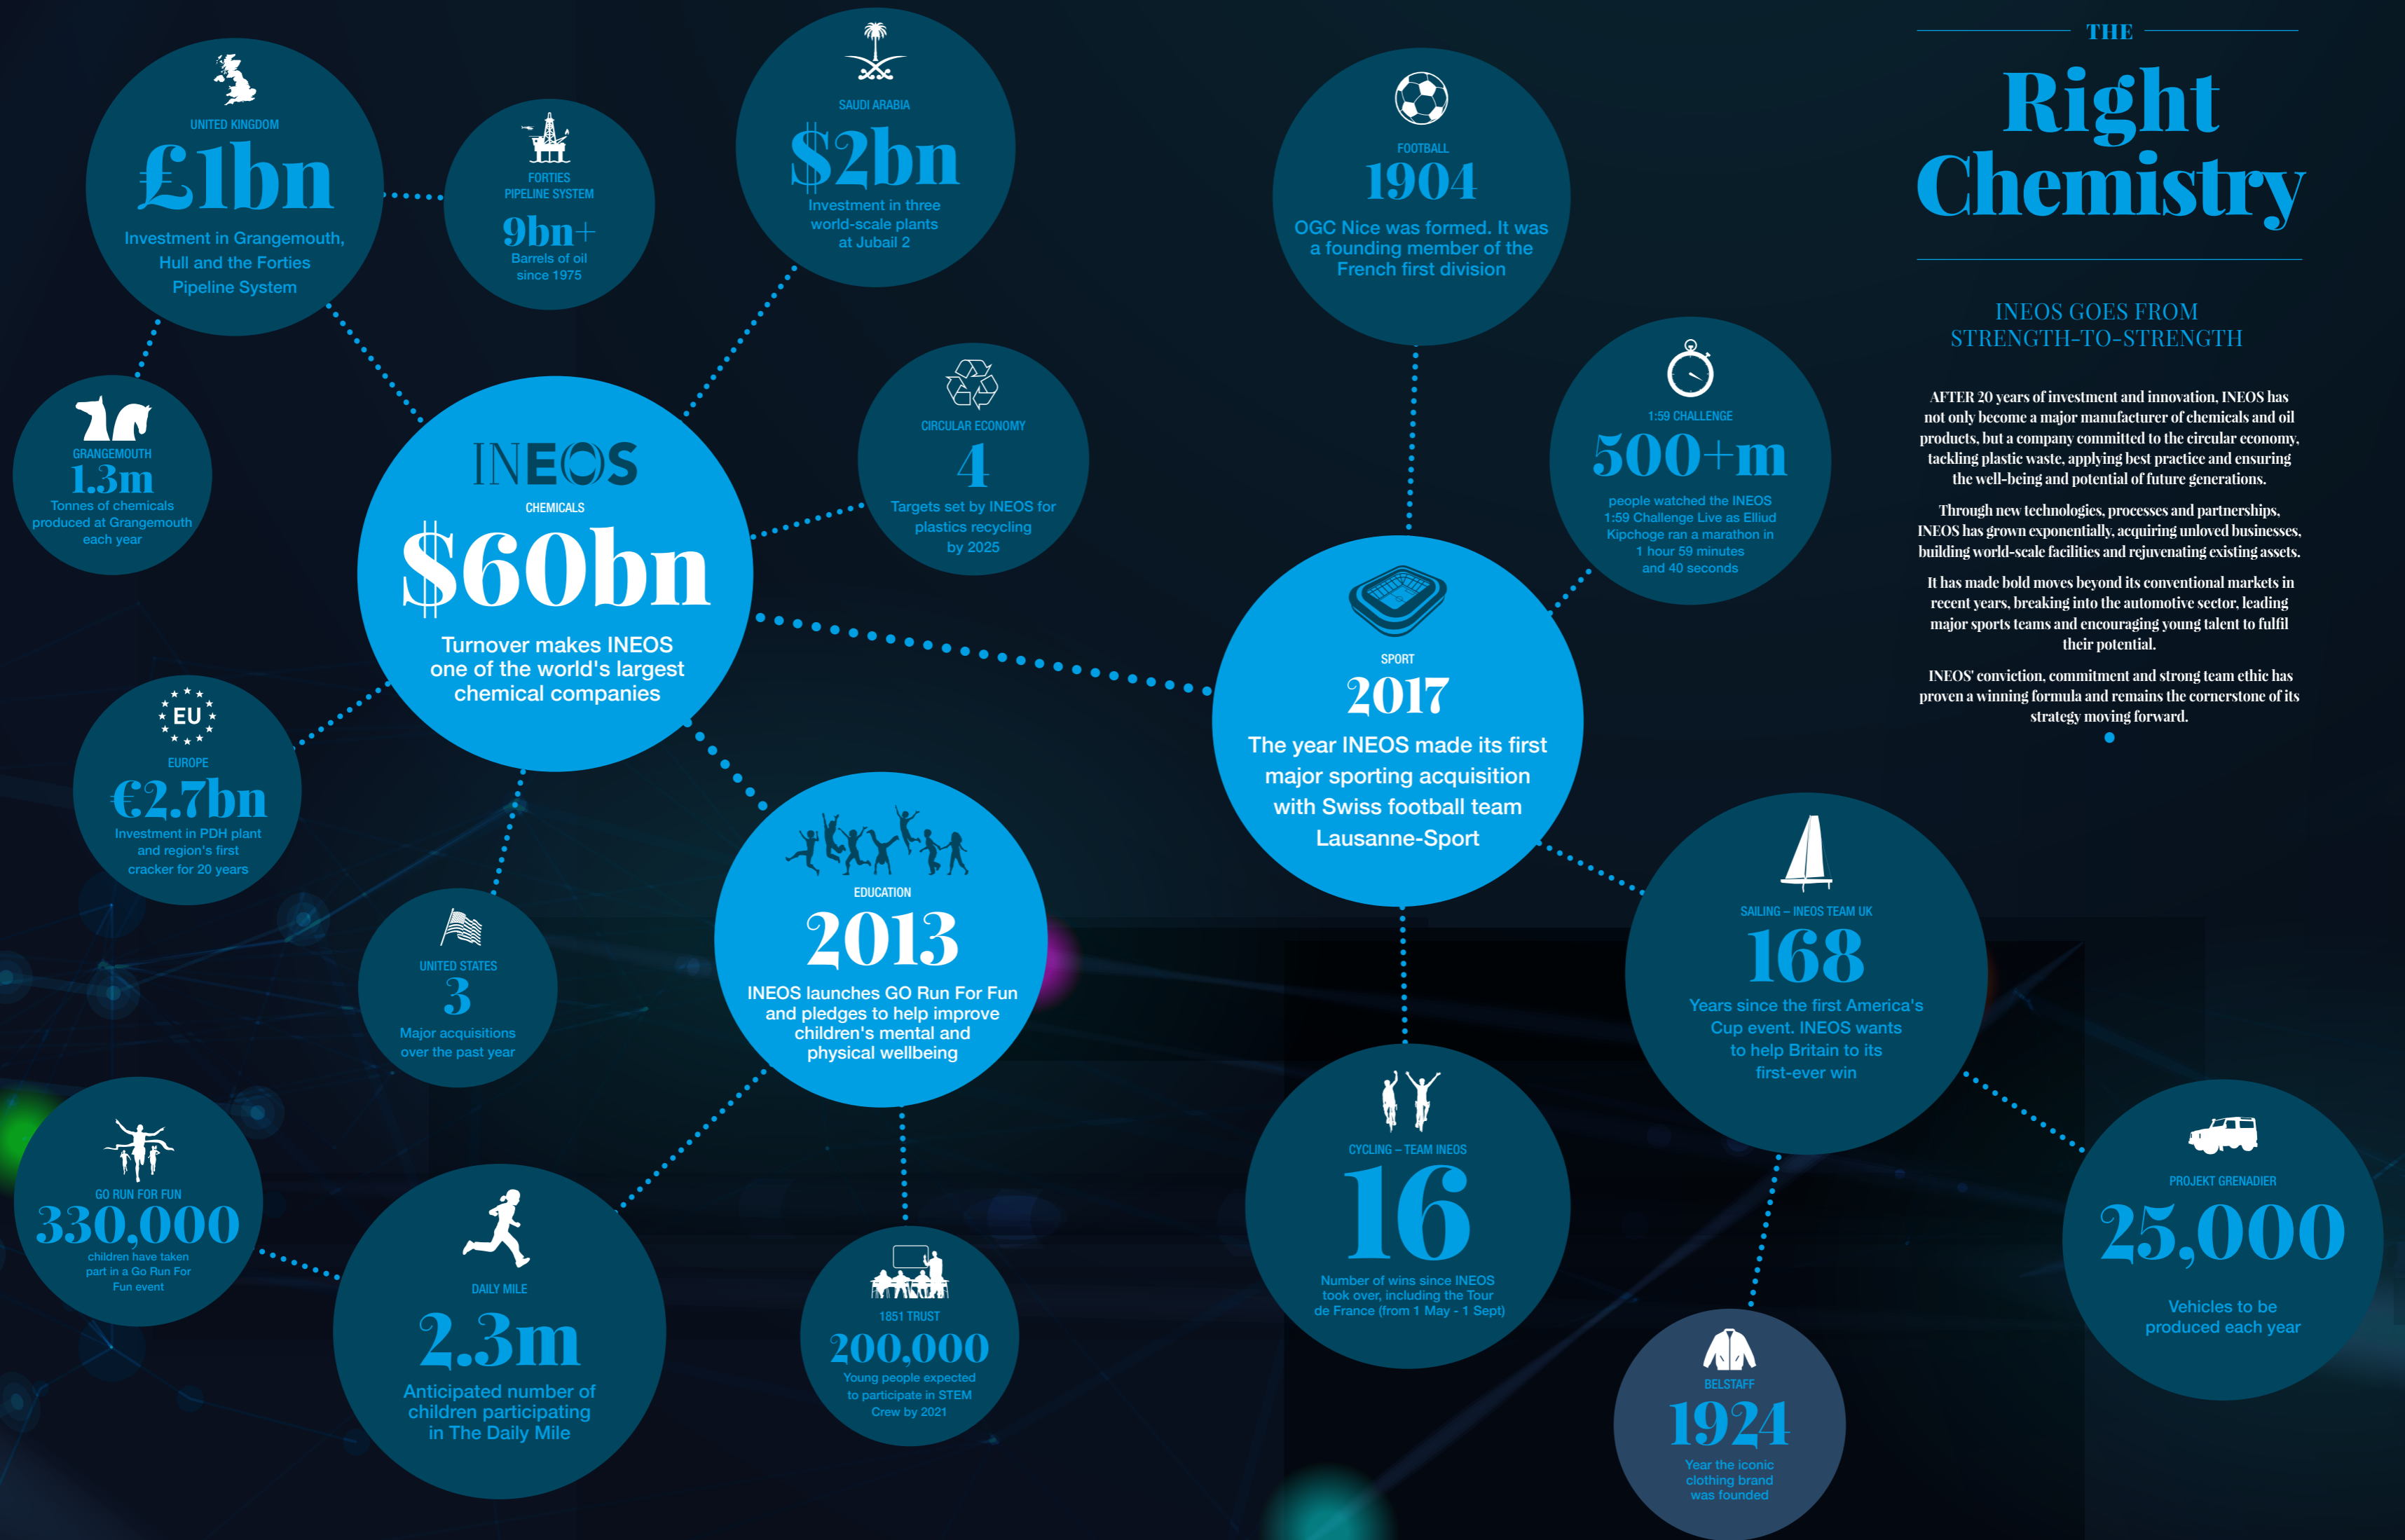 THE
Right
Chemistry
INEOS GOES FROM
STRENGTH-TO-STRENGTH
AFTER 20 years of investment and innovation, INEOS has
not only become a major manufacturer of chemicals and oil
products, but a company committed to the circular economy,
tackling plastic waste, applying best practice and ensuring
the well-being and potential of future generations.
Through new technologies, processes and partnerships,
INEOS has grown exponentially, acquiring unloved businesses,
building world-scale facilities and rejuvenating existing assets.
It has made bold moves beyond its conventional markets in
recent years, breaking into the automotive sector, leading
major sports teams and encouraging young talent to fulfil
their potential.
INEOS' conviction, commitment and strong team ethic has
proven a winning formula and remains the cornerstone of its
strategy moving forward.
UNITED KINGDOM
£1bn
Investment in Grangemouth,
Hull and the Forties
Pipeline System
FORTIES
PIPELINE SYSTEM
9bn+
Barrels of oil
since 1975
SAUDI ARABIA
$2bn
Investment in three
world-scale plants
at Jubail 2
GRANGEMOUTH
1.3m
Tonnes of chemicals
produced at Grangemouth
each year
INEOS
CHEMICALS
$60bn
Turnover makes INEOS
one of the world's largest
chemical companies
CIRCULAR ECONOMY
4
Targets set by INEOS for
plastics recycling
by 2025
EU
EUROPE
€2.7bn
Investment in PDH plant
and region's first
cracker for 20 years
UNITED STATES
3
Major acquisitions
over the past year
EDUCATION
2013
INEOS launches GO Run For Fun
and pledges to help improve
children's mental and
physical wellbeing
GO RUN FOR FUN
330,000
children have taken
part in a Go Run For
Fun event
DAILY MILE
2.3m
Anticipated number of
children participating
in The Daily Mile
1851 TRUST
200,000
Young people expected
to participate in STEM
Crew by 2021
FOOTBALL
1904
OGC Nice was formed. It was
a founding member of the
French first division
1:59 CHALLENGE
500+m
people watched the INEOS
1:59 Challenge Live as Elliud
Kipchoge ran a marathon in
1 hour 59 minutes
and 40 seconds
SPORT
2017
The year INEOS made its first
major sporting acquisition
with Swiss football team
Lausanne-Sport
SAILING – INEOS TEAM UK
168
Years since the first America's
Cup event. INEOS wants
to help Britain to its
first-ever win
CYCLING – TEAM INEOS
16
Number of wins since INEOS
took over, including the Tour
de France (from 1 May - 1 Sept)
PROJEKT GRENADIER
25,000
Vehicles to be
produced each year
BELSTAFF
1924
Year the iconic
clothing brand
was founded